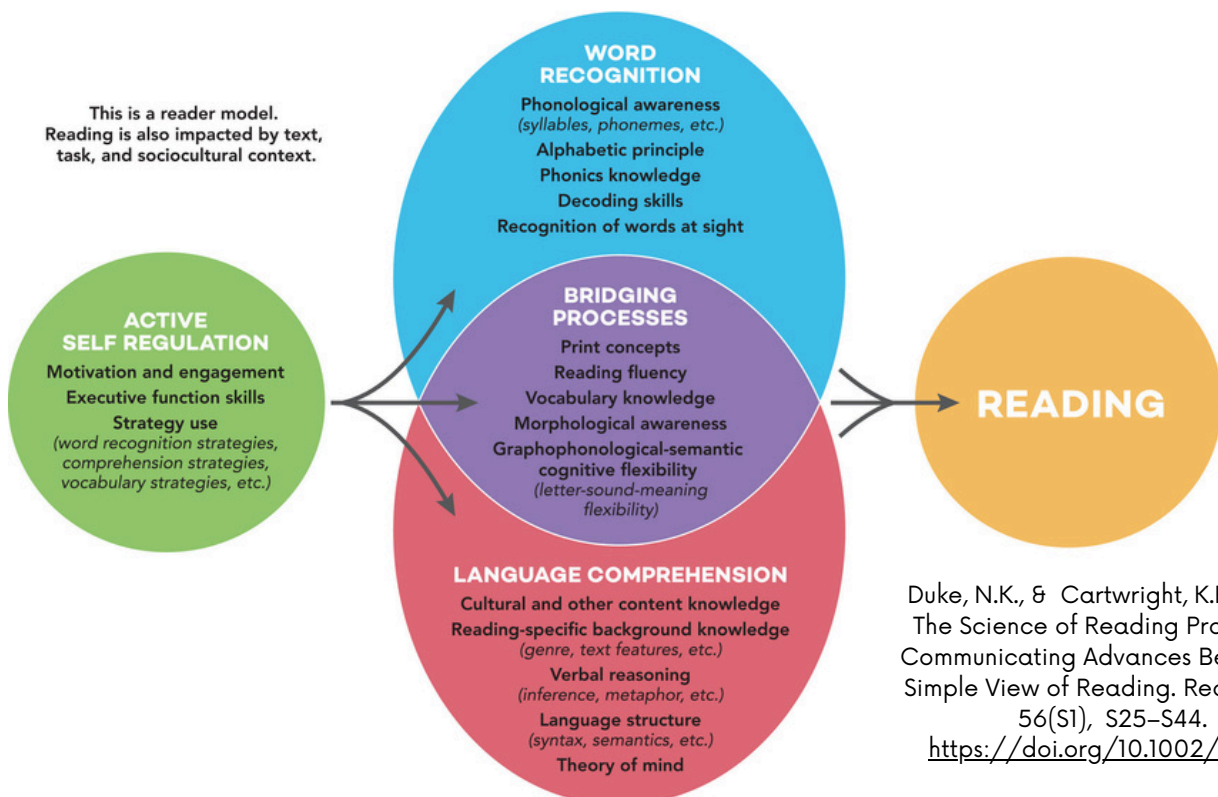 This is a reader model.
Reading is also impacted by text,
task, and sociocultural context.
ACTIVE
SELF REGULATION
Motivation and engagement
Executive function skills
Strategy use
(word recognition strategies,
comprehension strategies,
vocabulary strategies, etc.)
WORD
RECOGNITION
Phonological awareness
(syllables, phonemes, etc.)
Alphabetic principle
Phonics knowledge
Decoding skills
Recognition of words at sight
BRIDGING
PROCESSES
Print concepts
Reading fluency
Vocabulary knowledge
Morphological awareness
Graphophonological-semantic
cognitive flexibility
(letter-sound-meaning
flexibility)
LANGUAGE COMPREHENSION
Cultural and other content knowledge
Reading-specific background knowledge
(genre, text features, etc.)
Verbal reasoning
(inference, metaphor, etc.)
Language structure
(syntax, semantics, etc.)
Theory of mind
READING
Duke, N.K., & Cartwright, K.
The Science of Reading
Communicating Advances
Simple View of Reading.
56(S1), S25–S44.
https://doi.org/10.1002/